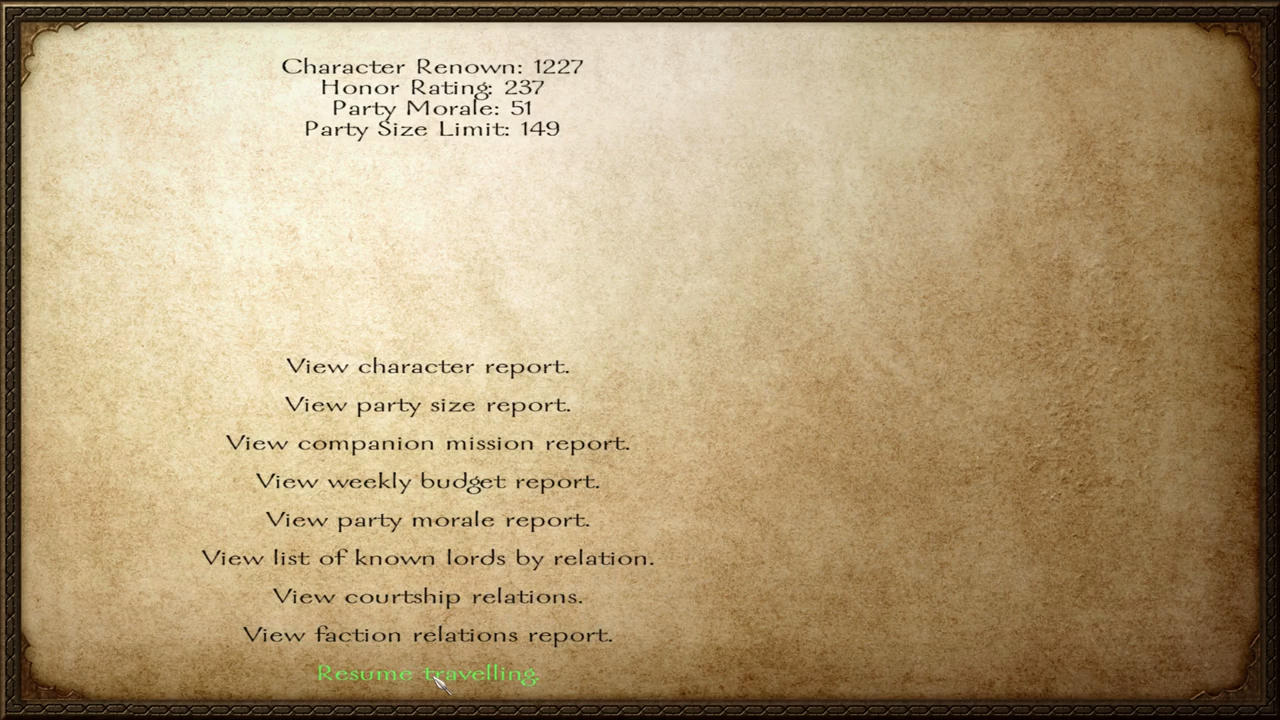 Character Renown: 1227
Honor Rating: 237
Party Morale: 51
Party Size Limit: 149
View character report.
View party size report.
View companion mission report.
View weekly budget report.
View party morale report.
View list of known lords by relation.
View courtship relations.
View faction relations report.
Resume travelling.